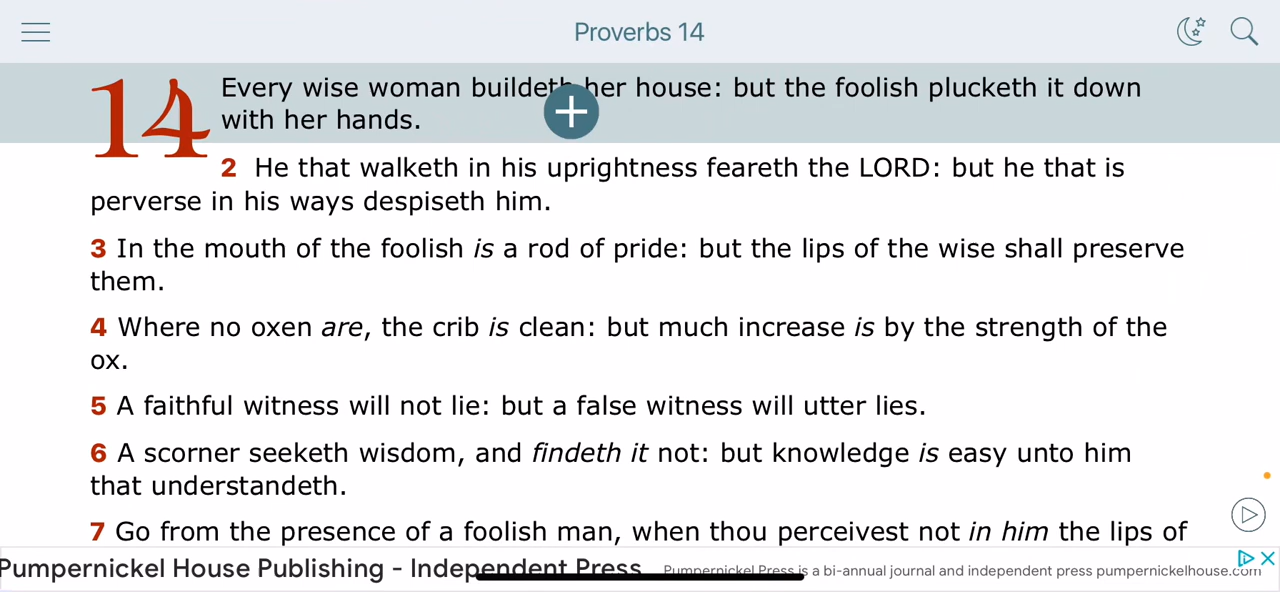 Proverbs 14
14 Every wise woman buildeth her house: but the foolish plucketh it down
with her hands.
2 He that walketh in his uprightness feareth the LORD: but he that is
perverse in his ways despiseth him.
3 In the mouth of the foolish is a rod of pride: but the lips of the wise shall preserve
them.
4 Where no oxen are, the crib is clean: but much increase is by the strength of the
ox.
5 A faithful witness will not lie: but a false witness will utter lies.
6 A scorner seeketh wisdom, and findeth it not: but knowledge is easy unto him
that understandeth.
7 Go from the presence of a foolish man, when thou perceivest not in him the lips of
Pumpernickel House Publishing - Independent Press Pumpernickel Press is a bi-annual journal and independent press pumpernickelhouse.com